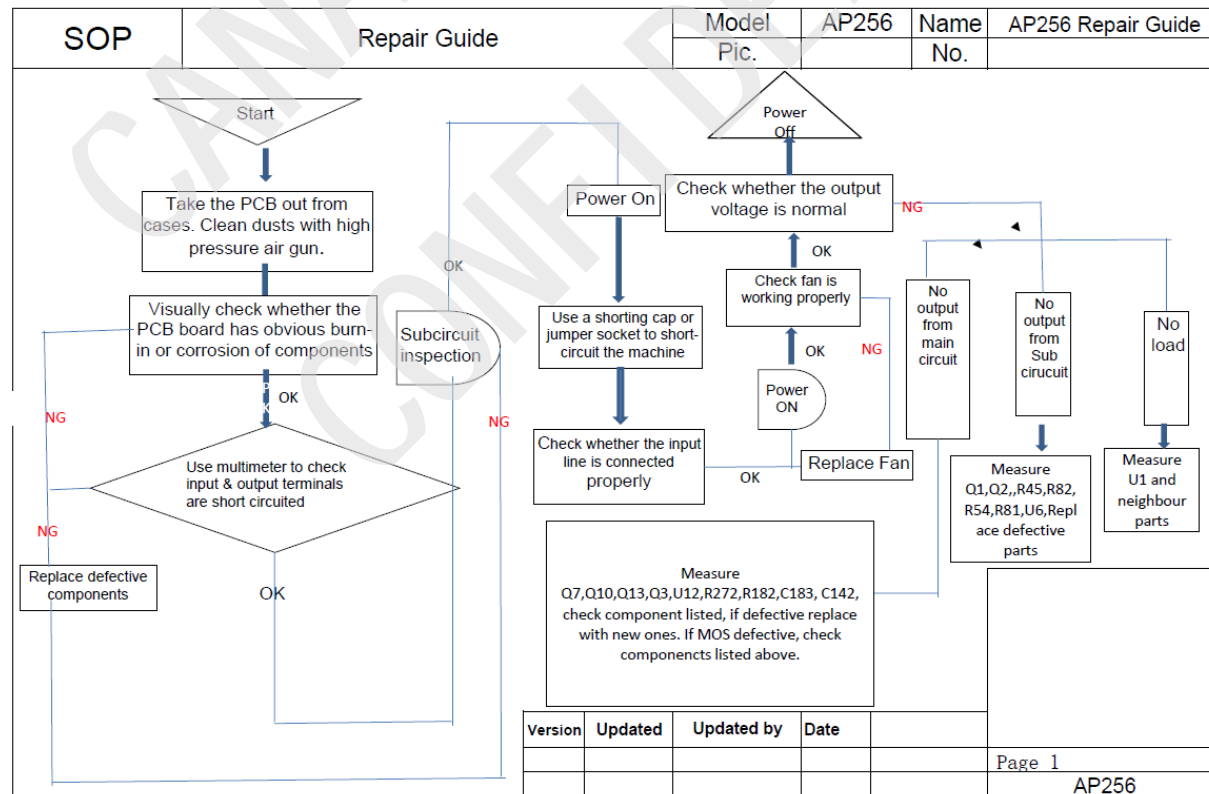 SOP
Repair Guide
Model
AP256
Name
AP256 Repair Guide
Pic.
No.
Start
Take the PCB out from
cases. Clean dusts with high
pressure air gun.
Visually check whether the
PCB board has obvious burn-
in or corrosion of components
OK
NG
Use multimeter to check
input & output terminals
are short circuited
NG
Replace defective
components
OK
Subcircuit
inspection
OK
NG
Power On
Use a shorting cap or
jumper socket to short-
circuit the machine
Check whether the input
line is connected
properly
OK
Replace Fan
Power
ON
OK
NG
Check fan is
working properly
OK
Check whether the output
voltage is normal
NG
Power
Off
No
output
from
main
circuit
No
output
from
Sub
cirucuit
No
load
Measure
Q1,Q2,,R45,R82,
R54,R81,U6,Repl
ace defective
parts
Measure
U1 and
neighbour
parts
Measure
Q7,Q10,Q13,Q3,U12,R272,R182,C183, C142,
check component listed, if defective replace
with new ones. If MOS defective, check
componencts listed above.
Version
Updated
Updated by
Date
Page 1
AP256